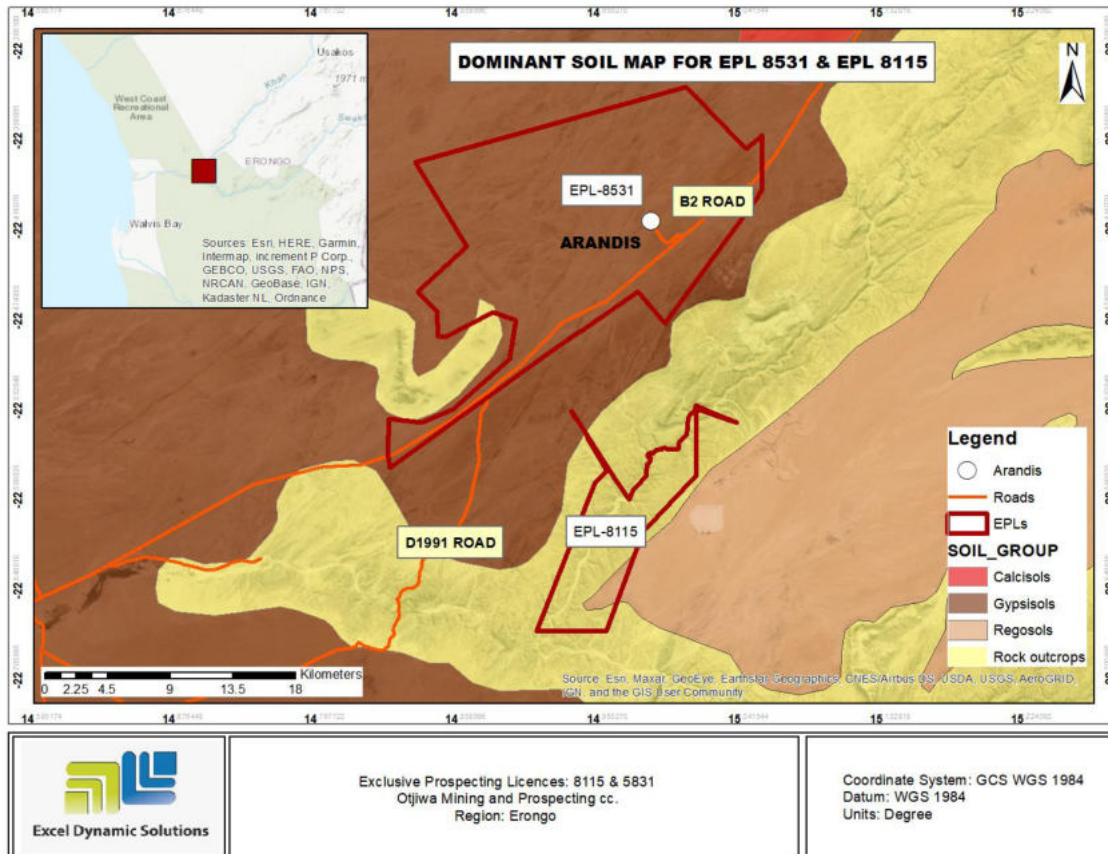 DOMINANT SOIL MAP FOR EPL 8531 & EPL 8115
N
Usakos
1971 m
Khan
West Coast
Recreational
Area
ERONGO
Walvis Bay
Sources: Esri, HERE, Garmin,
Intermap, increment P Corp.,
GEBCO, USGS, FAO, NPS,
NRCAN, GeoBase, IGN,
Kadaster NL, Ordnance
EPL-8531
B2 ROAD
ARANDIS
D1991 ROAD
EPL-8115
Legend
Arandis
Roads
EPLs
SOIL_GROUP
Calcisols
Gypsisols
Regosols
Rock outcrops
Kilometers
0 2.25 4.5 9 13.5 18
Source: Esri, Maxar, GeoEye, Earthstar Geographics, CNES/Airbus DS, USDA, USGS, AeroGRID,
IGN, and the GIS User Community
Excel Dynamic Solutions
Exclusive Prospecting Licences: 8115 & 5831
Otjiwa Mining and Prospecting cc.
Region: Erongo
Coordinate System: GCS WGS 1984
Datum: WGS 1984
Units: Degree